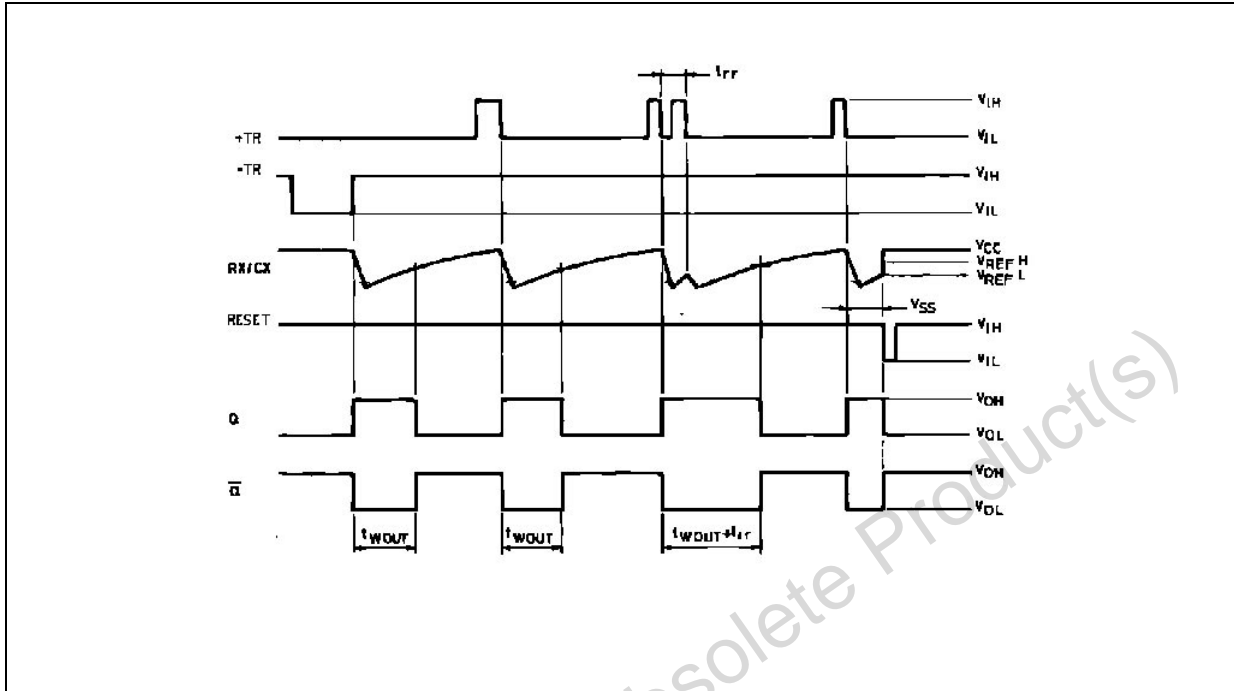 trr
VIH
+TR
VIL
-TR
VIH
VIL
VCC
VREF H
RX/CX
VREF L
VSS
RESET
VIH
VIL
VOH
Q
VOL
VOH
Q
VOL
tWOUT
tWOUT
tWOUT+trr
bsolete Product(s)